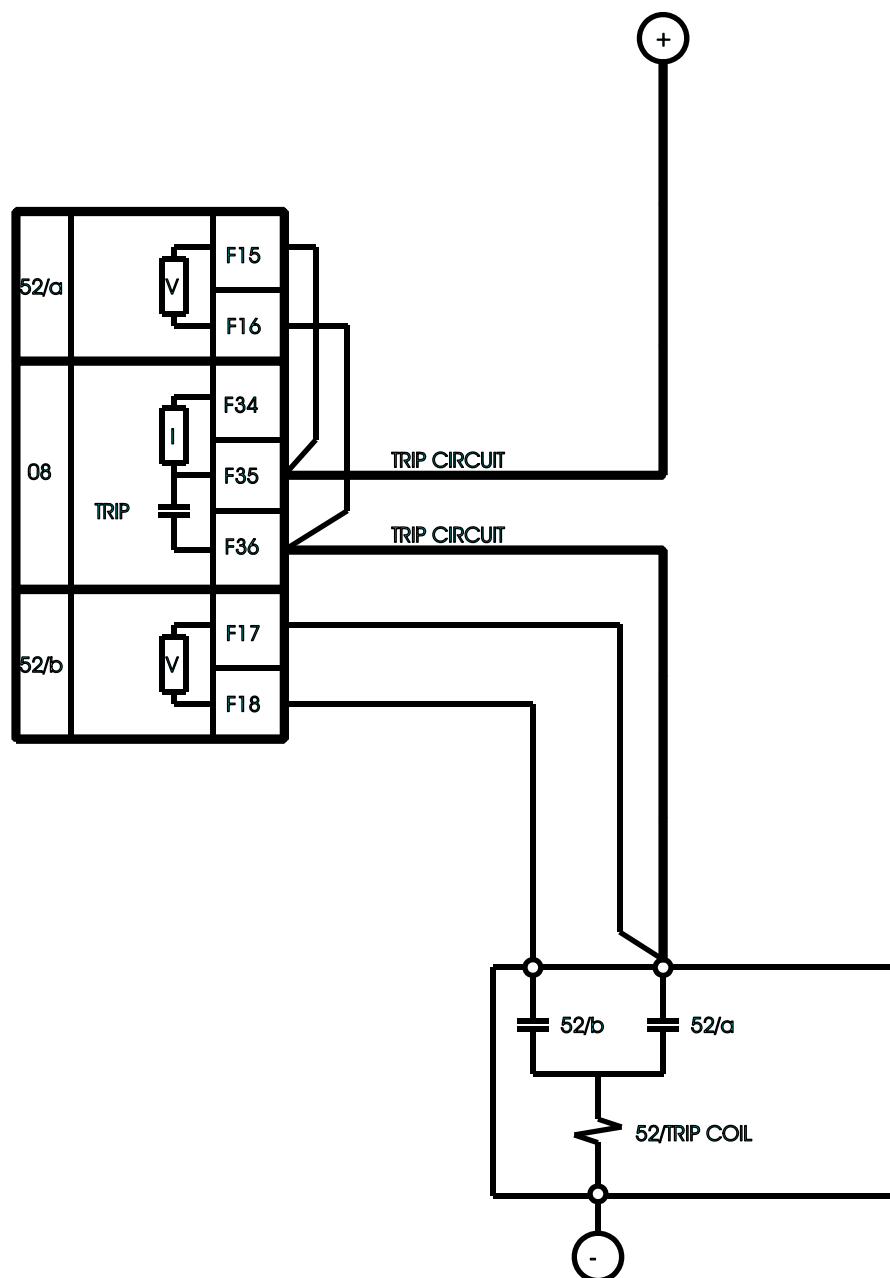 +
F15
52/a
V
F16
F34
I
TRIP CIRCUIT
08
F35
TRIP
TRIP CIRCUIT
F36
F17
52/b
V
F18
52/b
52/a
52/TRIP COIL
-